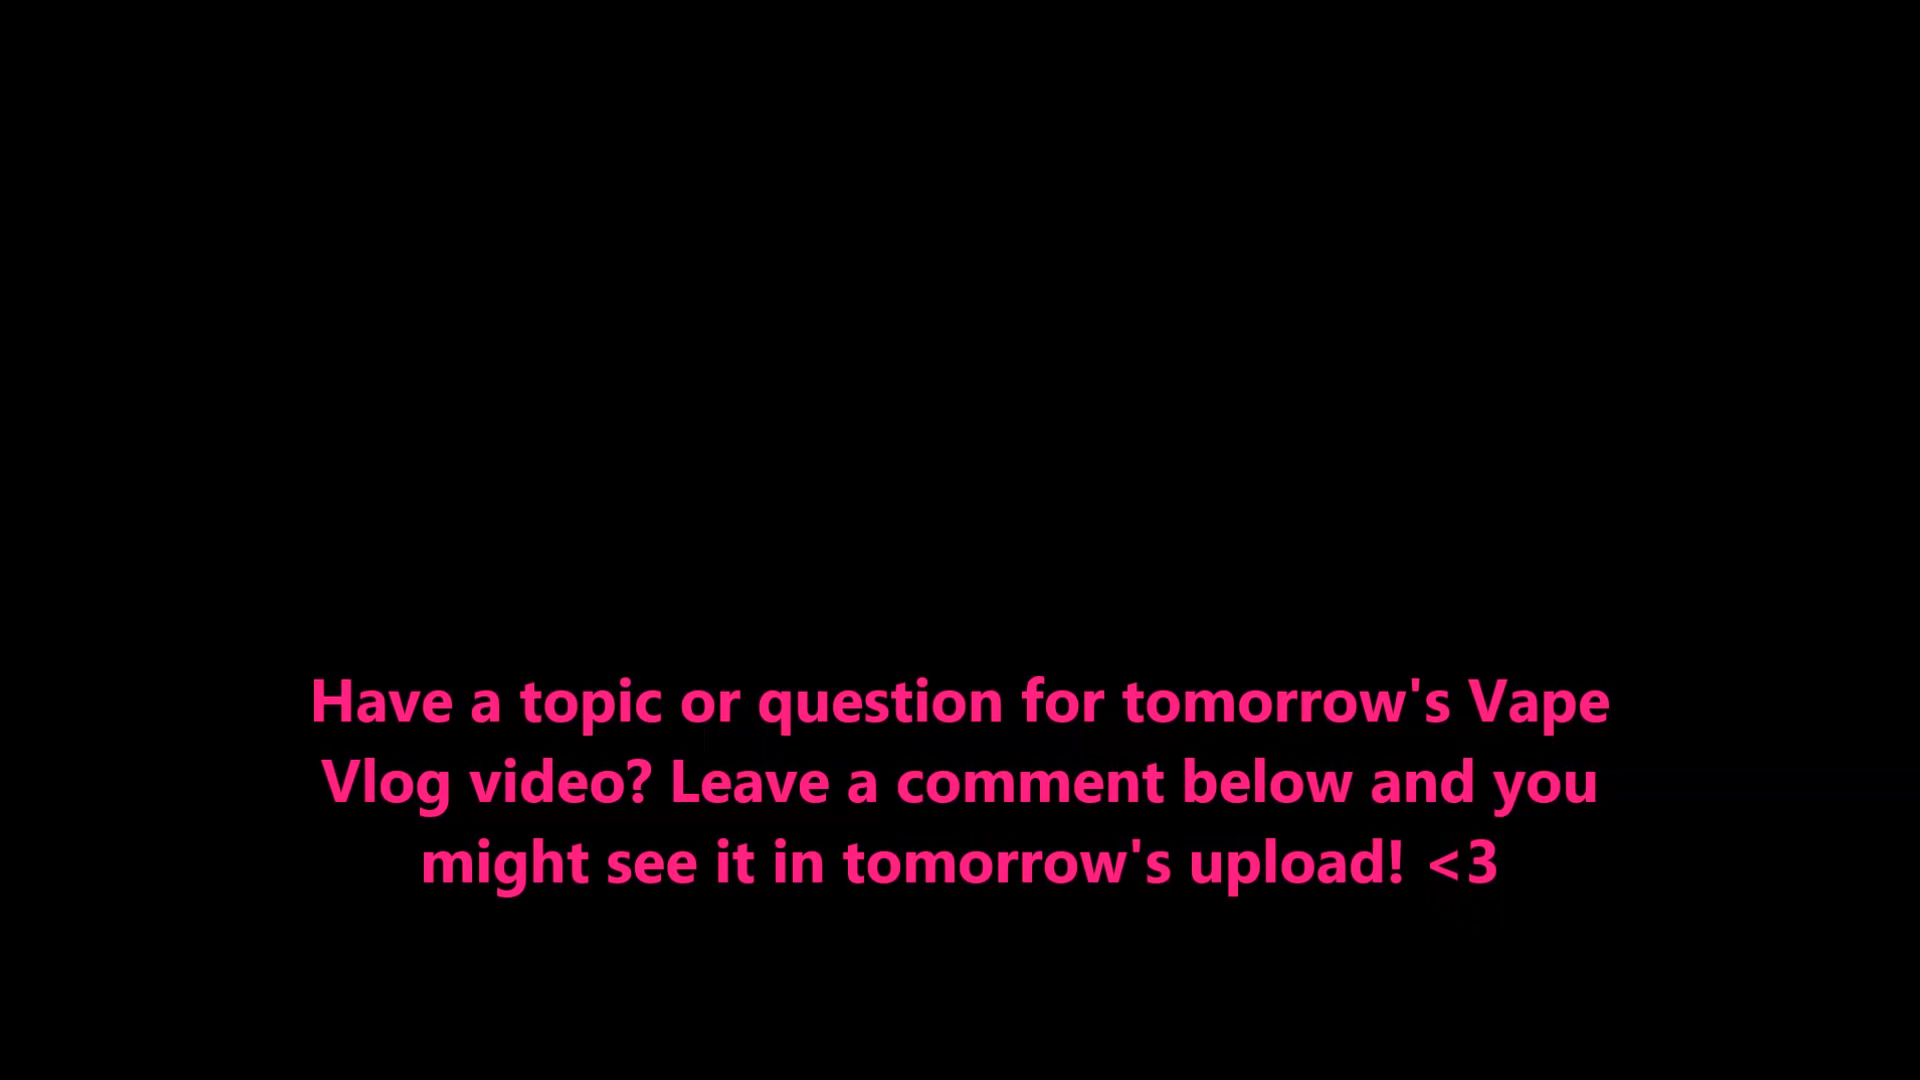 Have a topic or question for tomorrow's Vape
Vlog video? Leave a comment below and you
might see it in tomorrow's upload! <3